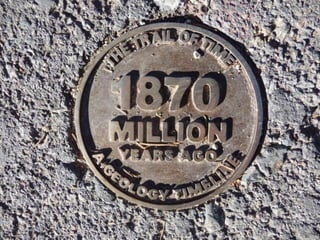 THE TRAIL OF TIME
1870
MILLION
YEARS AGO
A GEOLOGY TIMELINE